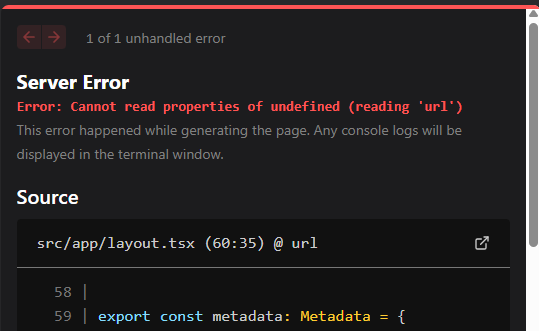 1 of 1 unhandled error
Server Error
Error: Cannot read properties of undefined (reading 'url')
This error happened while generating the page. Any console logs will be
displayed in the terminal window.
Source
src/app/layout.tsx (60:35) @ url
58 |
59 | export const metadata: Metadata = {